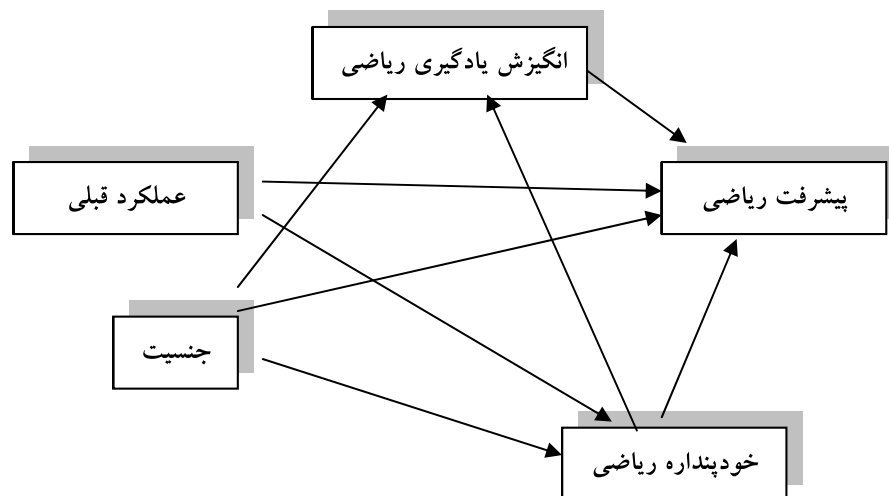 انگیزش یادگیری ریاضی
عملکرد قبلی
پیشرفت ریاضی
جنسیت
خودپنداره ریاضی